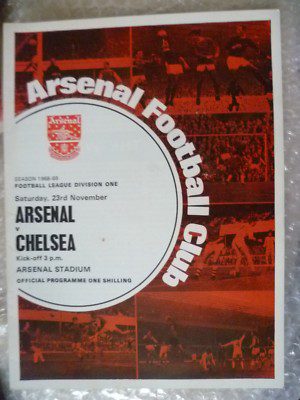 Arsenal Football Club
Arsenal
SEASON 1968-69
FOOTBALL LEAGUE DIVISION ONE
Saturday, 23rd November
ARSENAL
v
CHELSEA
Kick-off 3 p.m.
ARSENAL STADIUM
OFFICIAL PROGRAMME ONE SHILLING